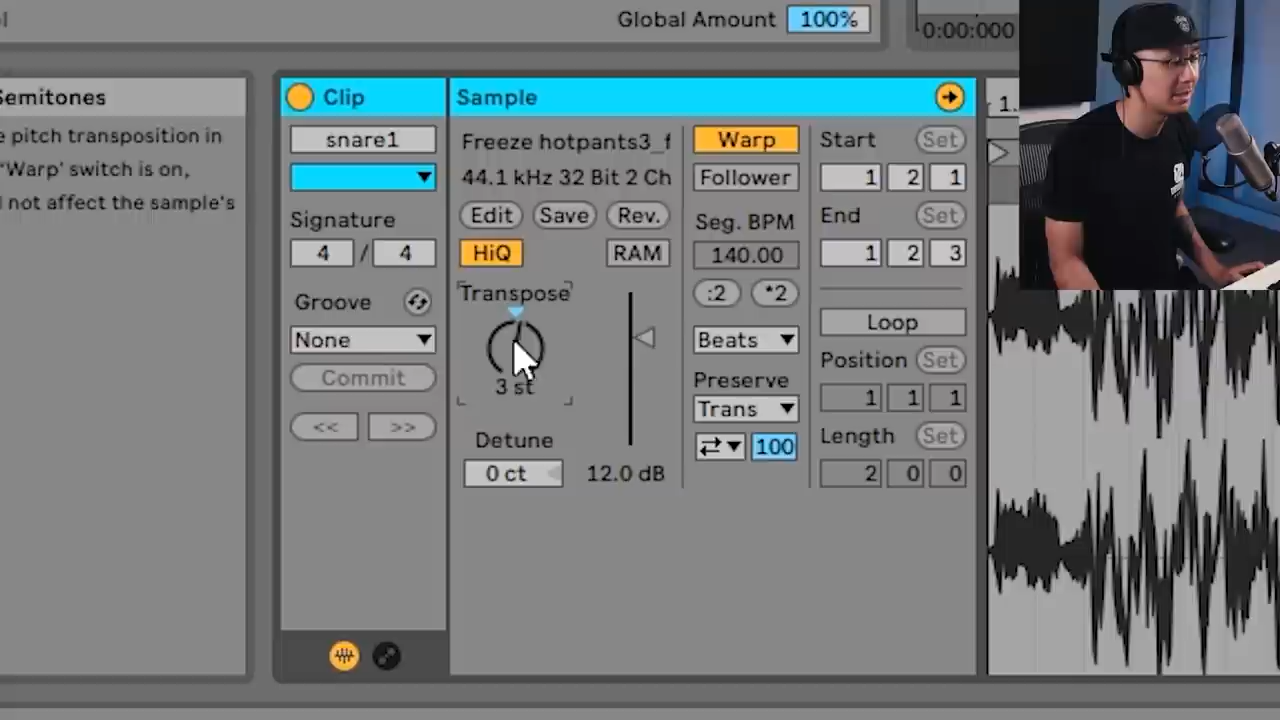 Global Amount 100%
0:00:000
Semitones
e pitch transposition in
'Warp' switch is on,
l not affect the sample's
Clip
snare1
Signature
4 / 4
Groove
None
Commit
<< >>
Sample
Freeze hotpants3_f
44.1 kHz 32 Bit 2 Ch
Edit Save Rev.
HiQ RAM
Transpose
3 st
Detune
0 ct 12.0 dB
Warp
Follower
Seg. BPM
140.00
:2 *2
Beats
Preserve
Trans
100
Start Set
1 2 1
End Set
1 2 3
Loop
Position Set
1 1 1
Length Set
2 0 0
1.